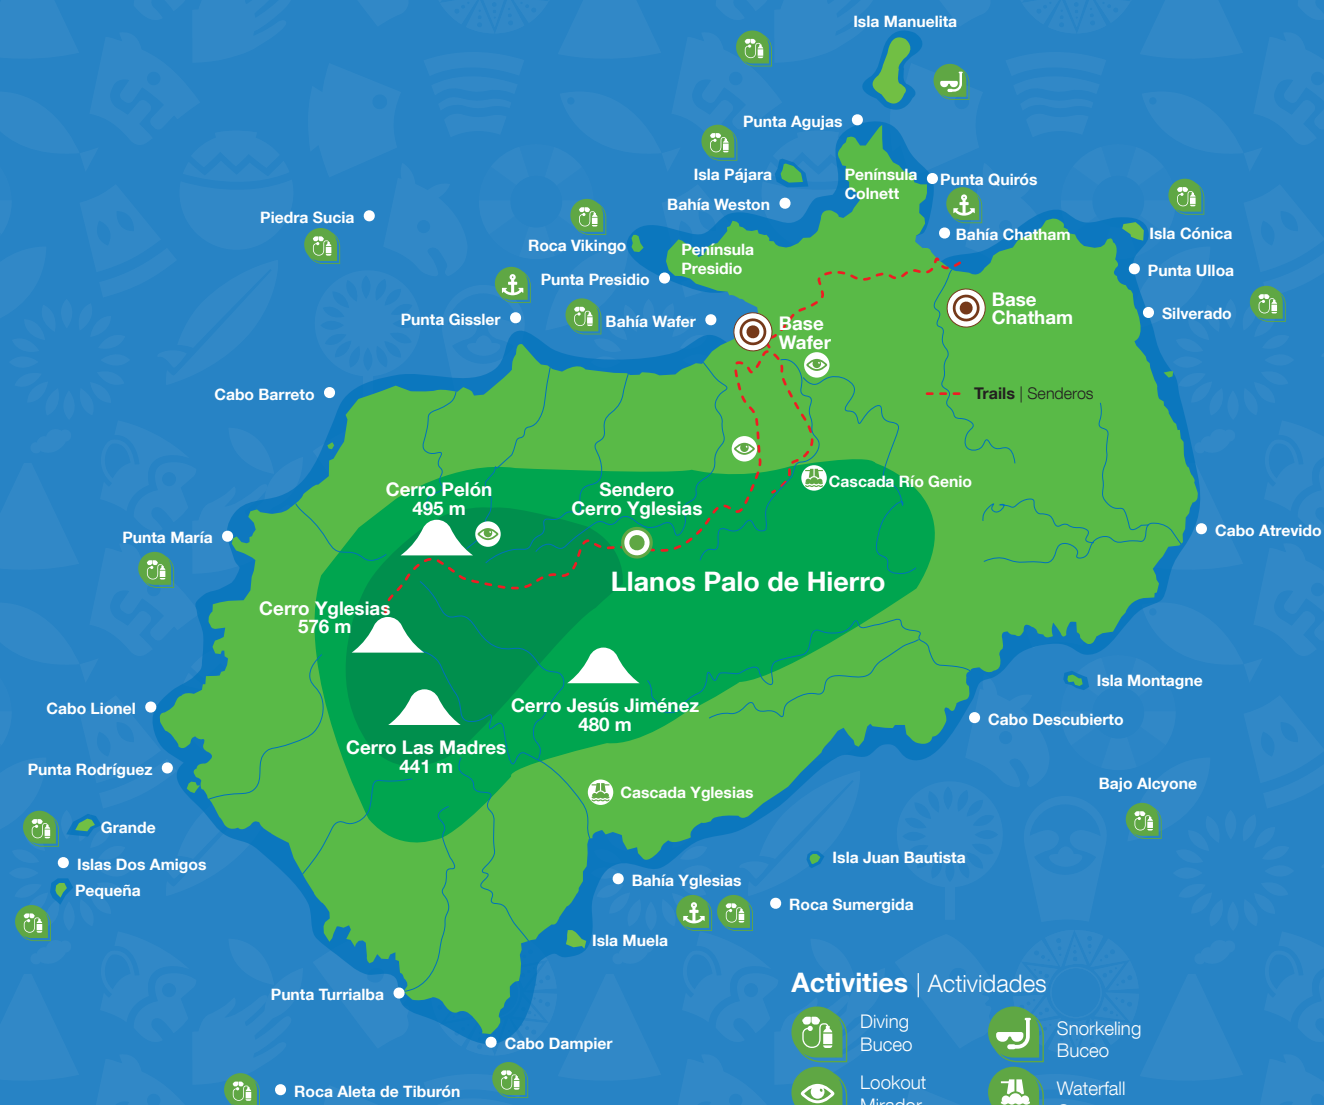 Isla Manuelita
Punta Agujas
Isla Pájara
Península
Colnett
Punta Quirós
Bahía Weston
Piedra Sucia
Roca Vikingo
Península
Presidio
Bahía Chatham
Isla Cónica
Punta Presidio
Punta Ulloa
Punta Gissler
Bahía Wafer
Base
Wafer
Base
Chatham
Silverado
Cabo Barreto
Trails | Senderos
Cerro Pelón
495 m
Sendero
Cerro Yglesias
Cascada Río Genio
Punta María
Cabo Atrevido
Llanos Palo de Hierro
Cerro Yglesias
576 m
Isla Montagne
Cabo Lionel
Cerro Jesús Jiménez
480 m
Cabo Descubierto
Cerro Las Madres
441 m
Punta Rodríguez
Cascada Yglesias
Bajo Alcyone
Grande
Islas Dos Amigos
Pequeña
Isla Juan Bautista
Bahía Yglesias
Roca Sumergida
Isla Muela
Punta Turrialba
Cabo Dampier
Roca Aleta de Tiburón
Activities | Actividades
Diving
Buceo
Snorkeling
Buceo
Lookout
Mirador
Waterfall